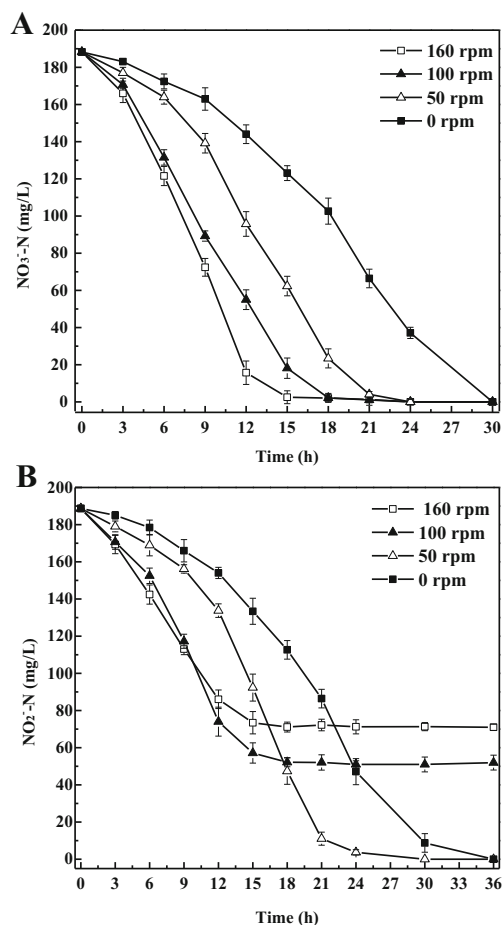 A
200
180
160
140
120
100
80
60
40
20
0
NO₃⁻-N (mg/L)
160 rpm
100 rpm
50 rpm
0 rpm
0 3 6 9 12 15 18 21 24 30
Time (h)
B
200
180
160
140
120
100
80
60
40
20
0
NO₂⁻-N (mg/L)
160 rpm
100 rpm
50 rpm
0 rpm
0 3 6 9 12 15 18 21 24 27 30 33 36
Time (h)